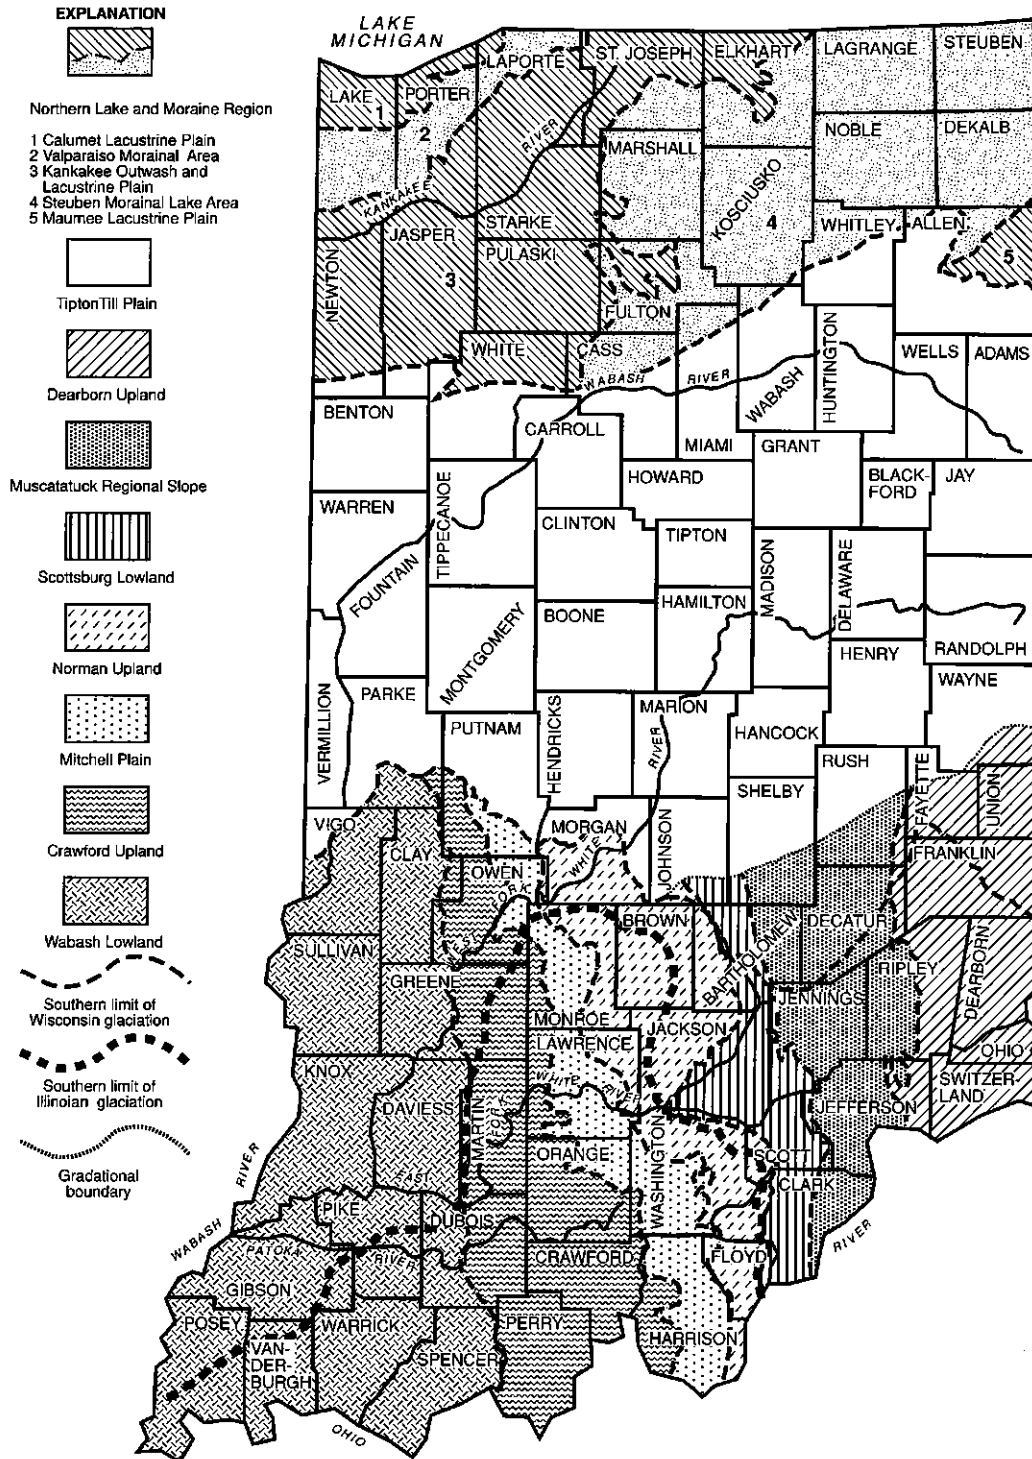 EXPLANATION
Northern Lake and Moraine Region
1 Calumet Lacustrine Plain
2 Valparaiso Morainal Area
3 Kankakee Outwash and
Lacustrine Plain
4 Steuben Morainal Lake Area
5 Maumee Lacustrine Plain
TiptonTill Plain
Dearborn Upland
Muscatatuck Regional Slope
Scottsburg Lowland
Norman Upland
Mitchell Plain
Crawford Upland
Wabash Lowland
Southern limit of
Wisconsin glaciation
Southern limit of
Illinoian glaciation
Gradational
boundary
LAKE
MICHIGAN
LAKE
1
PORTER
2
LAPORTE
ST. JOSEPH
ELKHART
LAGRANGE
STEUBEN
NOBLE
DEKALB
MARSHALL
KOSCIUSKO
4
WHITLEY
ALLEN
5
KANKAKEE
RIVER
STARKE
JASPER
3
NEWTON
PULASKI
FULTON
WHITE
CASS
WABASH
RIVER
WABASH
HUNTINGTON
WELLS
ADAMS
BENTON
CARROLL
MIAMI
GRANT
HOWARD
BLACK-
FORD
JAY
WARREN
TIPPECANOE
CLINTON
TIPTON
MADISON
DELAWARE
FOUNTAIN
MONTGOMERY
BOONE
HAMILTON
RANDOLPH
HENRY
WAYNE
VERMILLION
PARKE
PUTNAM
HENDRICKS
MARION
RIVER
HANCOCK
RUSH
FAYETTE
UNION
SHELBY
VIGO
CLAY
OWEN
MORGAN
WHITE
JOHNSON
FRANKLIN
WEST
FORK
BROWN
BARTHOLOMEW
DECATUR
SULLIVAN
GREENE
MONROE
JACKSON
JENNINGS
RIPLEY
DEARBORN
OHIO
LAWRENCE
KNOX
DAVIESS
MARTIN
FORK
WHITE
RIVER
JEFFERSON
SWITZER-
LAND
ORANGE
WASHINGTON
SCOTT
CLARK
RIVER
RIVER
WABASH
EAST
PIKE
DUBOIS
PATOKA
RIVER
CRAWFORD
FLOYD
GIBSON
POSEY
VAN-
DER-
BURGH
WARRICK
SPENCER
PERRY
HARRISON
OHIO